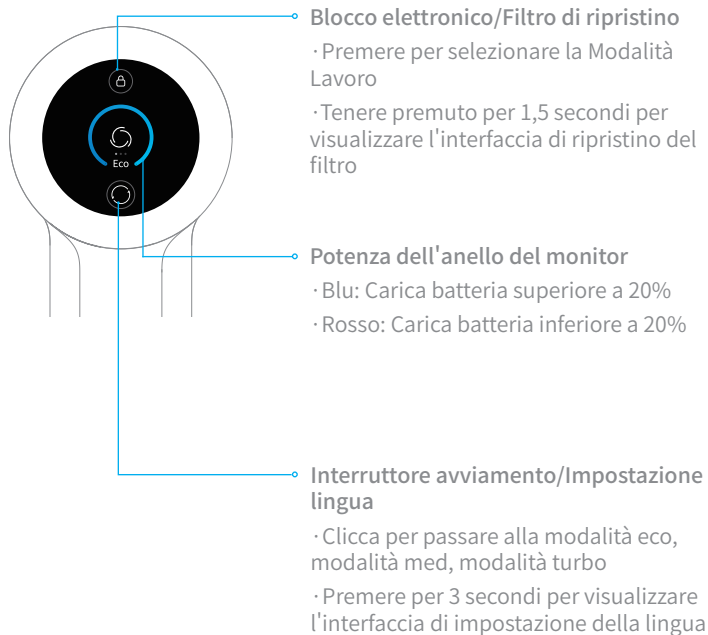 Blocco elettronico/Filtro di ripristino
·Premere per selezionare la Modalità
Lavoro
·Tenere premuto per 1,5 secondi per
visualizzare l'interfaccia di ripristino del
filtro
Eco
Potenza dell'anello del monitor
·Blu: Carica batteria superiore a 20%
·Rosso: Carica batteria inferiore a 20%
Interruttore avviamento/Impostazione
lingua
·Clicca per passare alla modalità eco,
modalità med, modalità turbo
·Premere per 3 secondi per visualizzare
l'interfaccia di impostazione della lingua